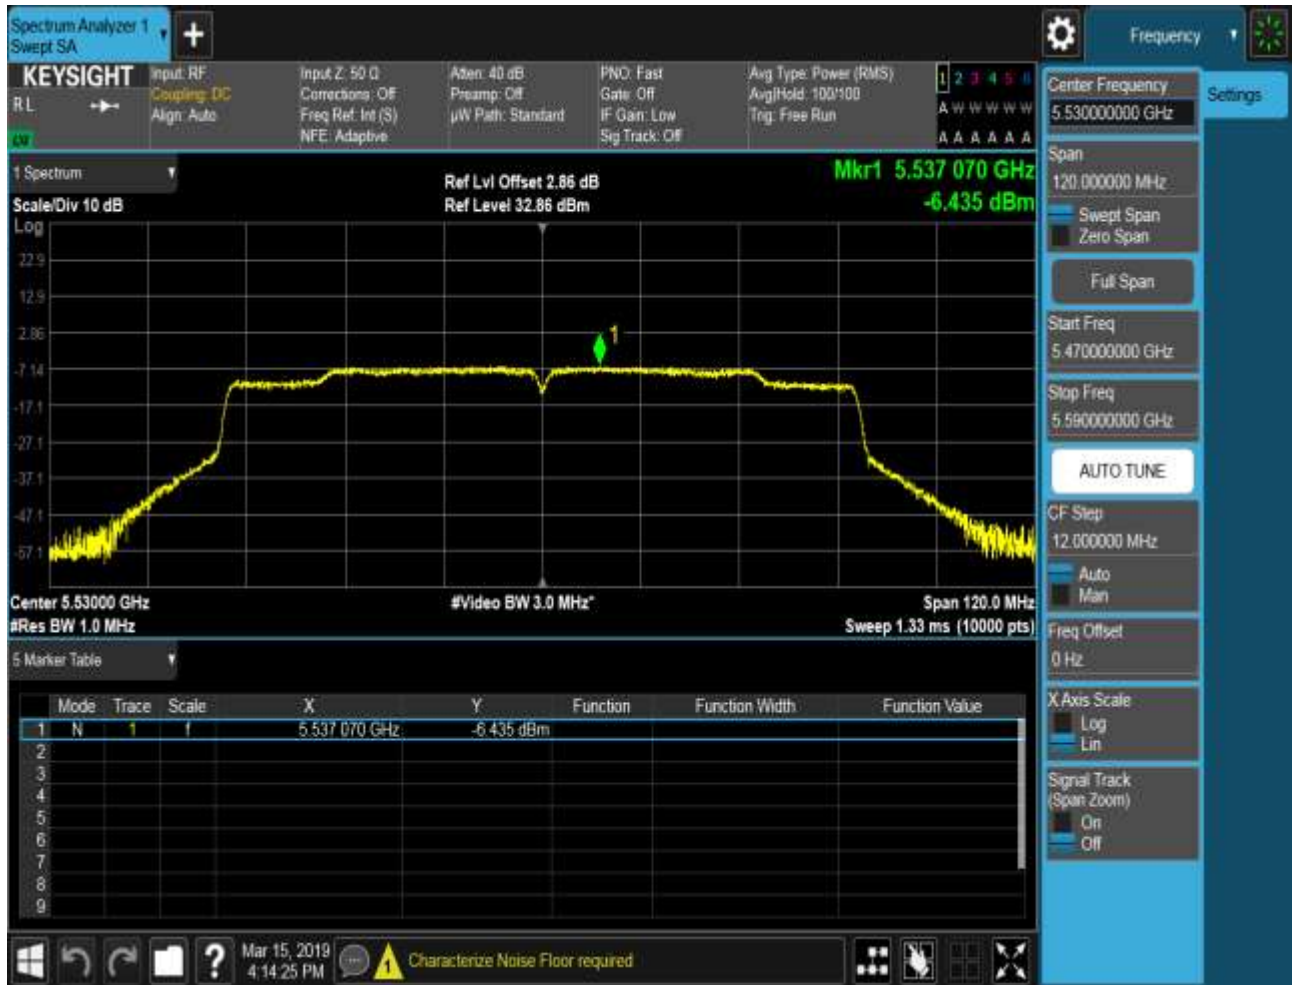 Spectrum Analyzer 1
Swept SA
Frequency
KEYSIGHT
RL
Input: RF
Coupling: DC
Align: Auto
Input Z: 50 Ω
Corrections: Off
Freq Ref: Int (S)
NFE: Adaptive
Atten: 40 dB
Preamp: Off
µW Path: Standard
PNO: Fast
Gate: Off
IF Gain: Low
Sig Track: Off
Avg Type: Power (RMS)
Avg|Hold: 100/100
Trig: Free Run
1 2 3 4 5 6
A W W W W W
A A A A A A
1 Spectrum
Scale/Div 10 dB
Ref Lvl Offset 2.86 dB
Ref Level 32.86 dBm
Mkr1 5.537 070 GHz
-6.435 dBm
Log
22.9
12.9
2.86
-7.14
-17.1
-27.1
-37.1
-47.1
-57.1
1
Center 5.53000 GHz
#Res BW 1.0 MHz
#Video BW 3.0 MHz*
Span 120.0 MHz
Sweep 1.33 ms (10000 pts)
5 Marker Table
Mode Trace Scale X Y Function Function Width Function Value
1 N 1 f 5.537 070 GHz -6.435 dBm
2
3
4
5
6
7
8
9
Mar 15, 2019
4:14:25 PM
?
1
Characterize Noise Floor required
Settings
Center Frequency
5.530000000 GHz
Span
120.000000 MHz
Swept Span
Zero Span
Full Span
Start Freq
5.470000000 GHz
Stop Freq
5.590000000 GHz
AUTO TUNE
CF Step
12.000000 MHz
Auto
Man
Freq Offset
0 Hz
X Axis Scale
Log
Lin
Signal Track
(Span Zoom)
On
Off